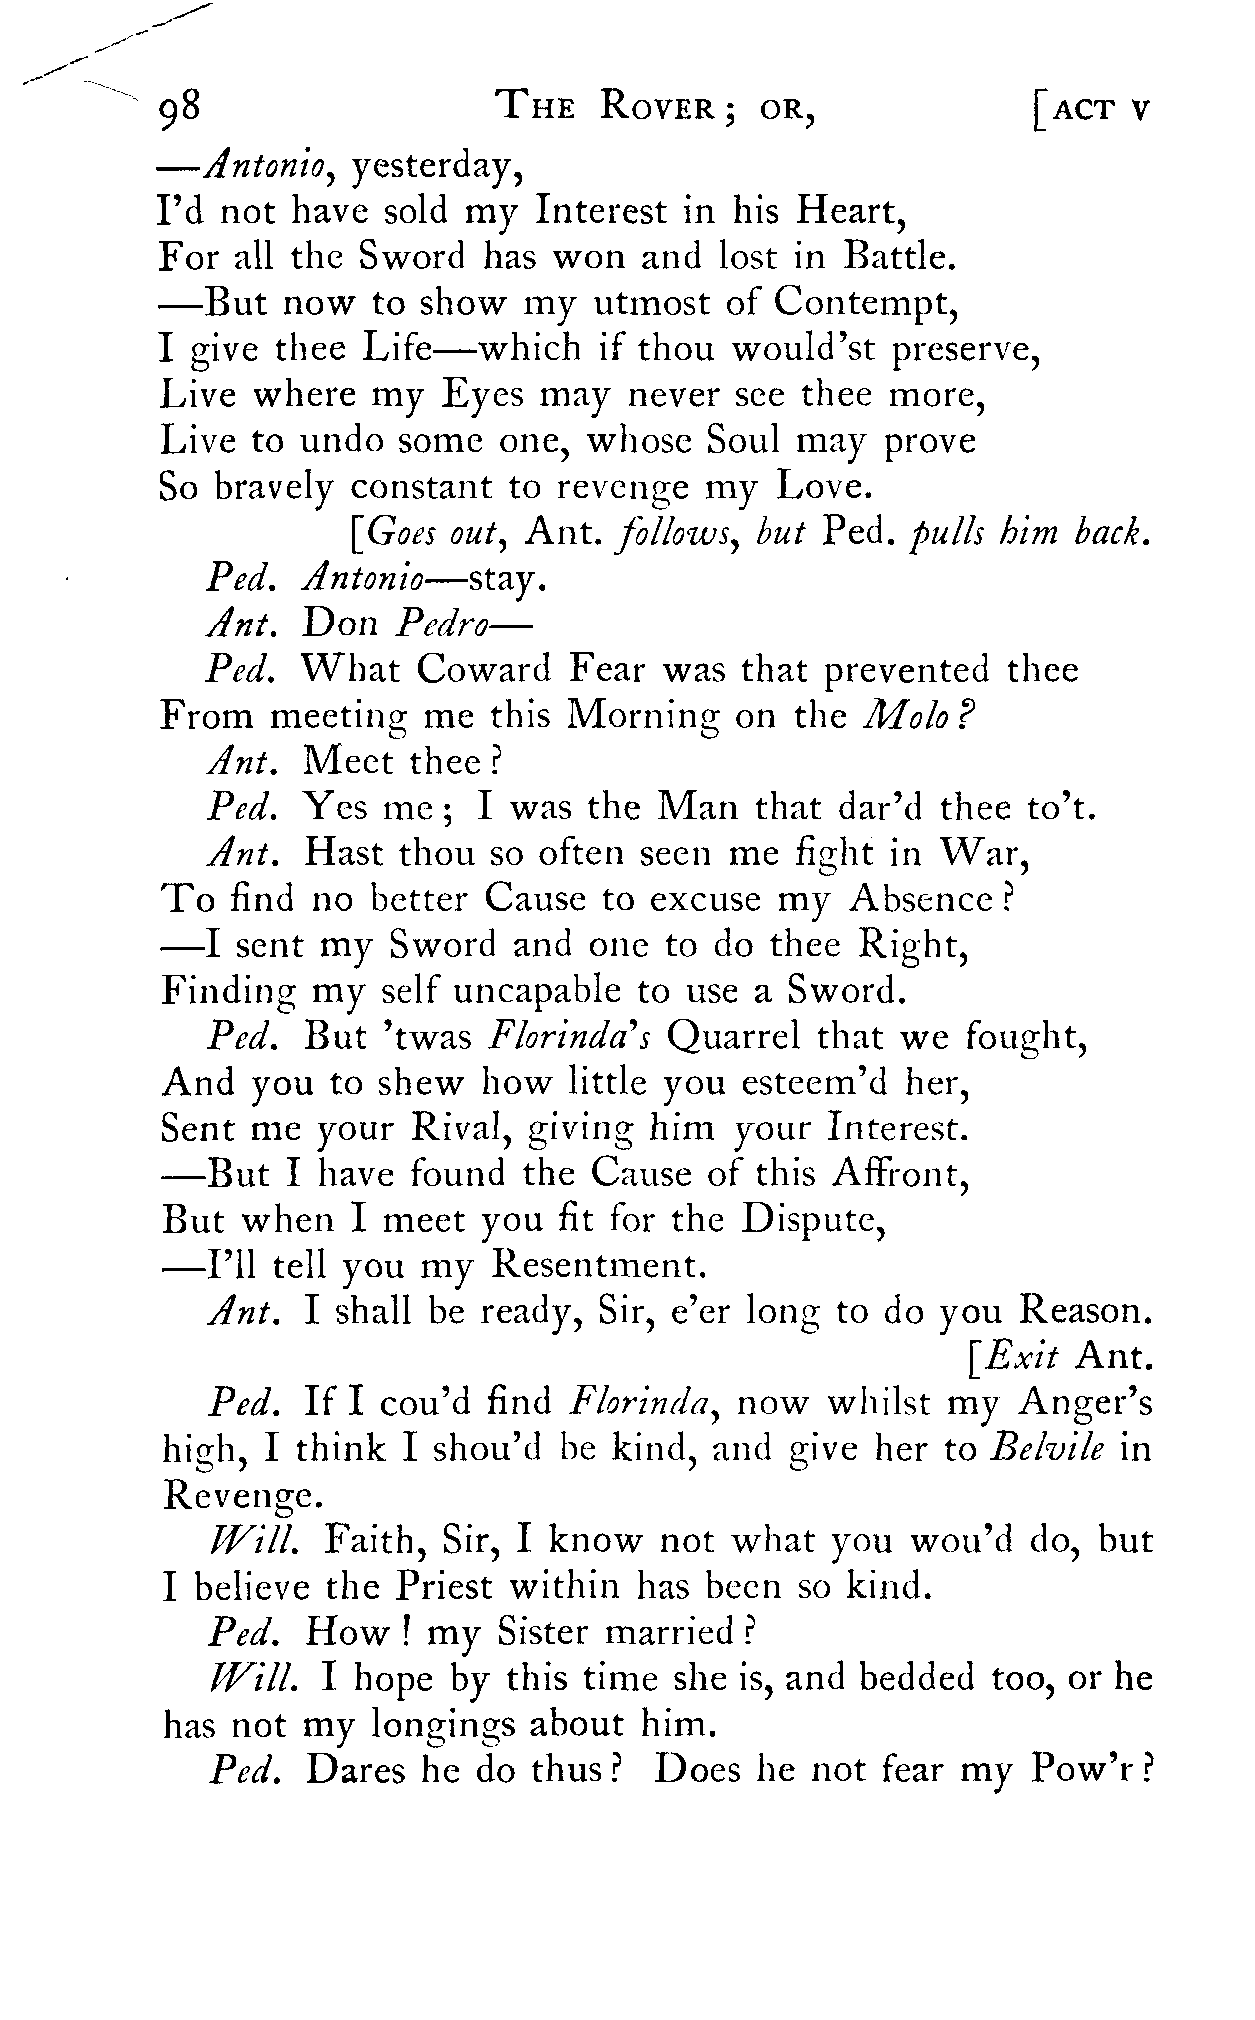 98 THE ROVER; OR, [ACT V
—Antonio, yesterday,
I'd not have sold my Interest in his Heart,
For all the Sword has won and lost in Battle.
—But now to show my utmost of Contempt,
I give thee Life—which if thou would'st preserve,
Live where my Eyes may never see thee more,
Live to undo some one, whose Soul may prove
So bravely constant to revenge my Love.
[Goes out, Ant. follows, but Ped. pulls him back.
Ped. Antonio—stay.
Ant. Don Pedro—
Ped. What Coward Fear was that prevented thee
From meeting me this Morning on the Molo?
Ant. Meet thee?
Ped. Yes me; I was the Man that dar'd thee to't.
Ant. Hast thou so often seen me fight in War,
To find no better Cause to excuse my Absence?
—I sent my Sword and one to do thee Right,
Finding my self uncapable to use a Sword.
Ped. But 'twas Florinda's Quarrel that we fought,
And you to shew how little you esteem'd her,
Sent me your Rival, giving him your Interest.
—But I have found the Cause of this Affront,
But when I meet you fit for the Dispute,
—I'll tell you my Resentment.
Ant. I shall be ready, Sir, e'er long to do you Reason.
[Exit Ant.
Ped. If I cou'd find Florinda, now whilst my Anger's
high, I think I shou'd be kind, and give her to Belvile in
Revenge.
Will. Faith, Sir, I know not what you wou'd do, but
I believe the Priest within has been so kind.
Ped. How! my Sister married?
Will. I hope by this time she is, and bedded too, or he
has not my longings about him.
Ped. Dares he do thus? Does he not fear my Pow'r?